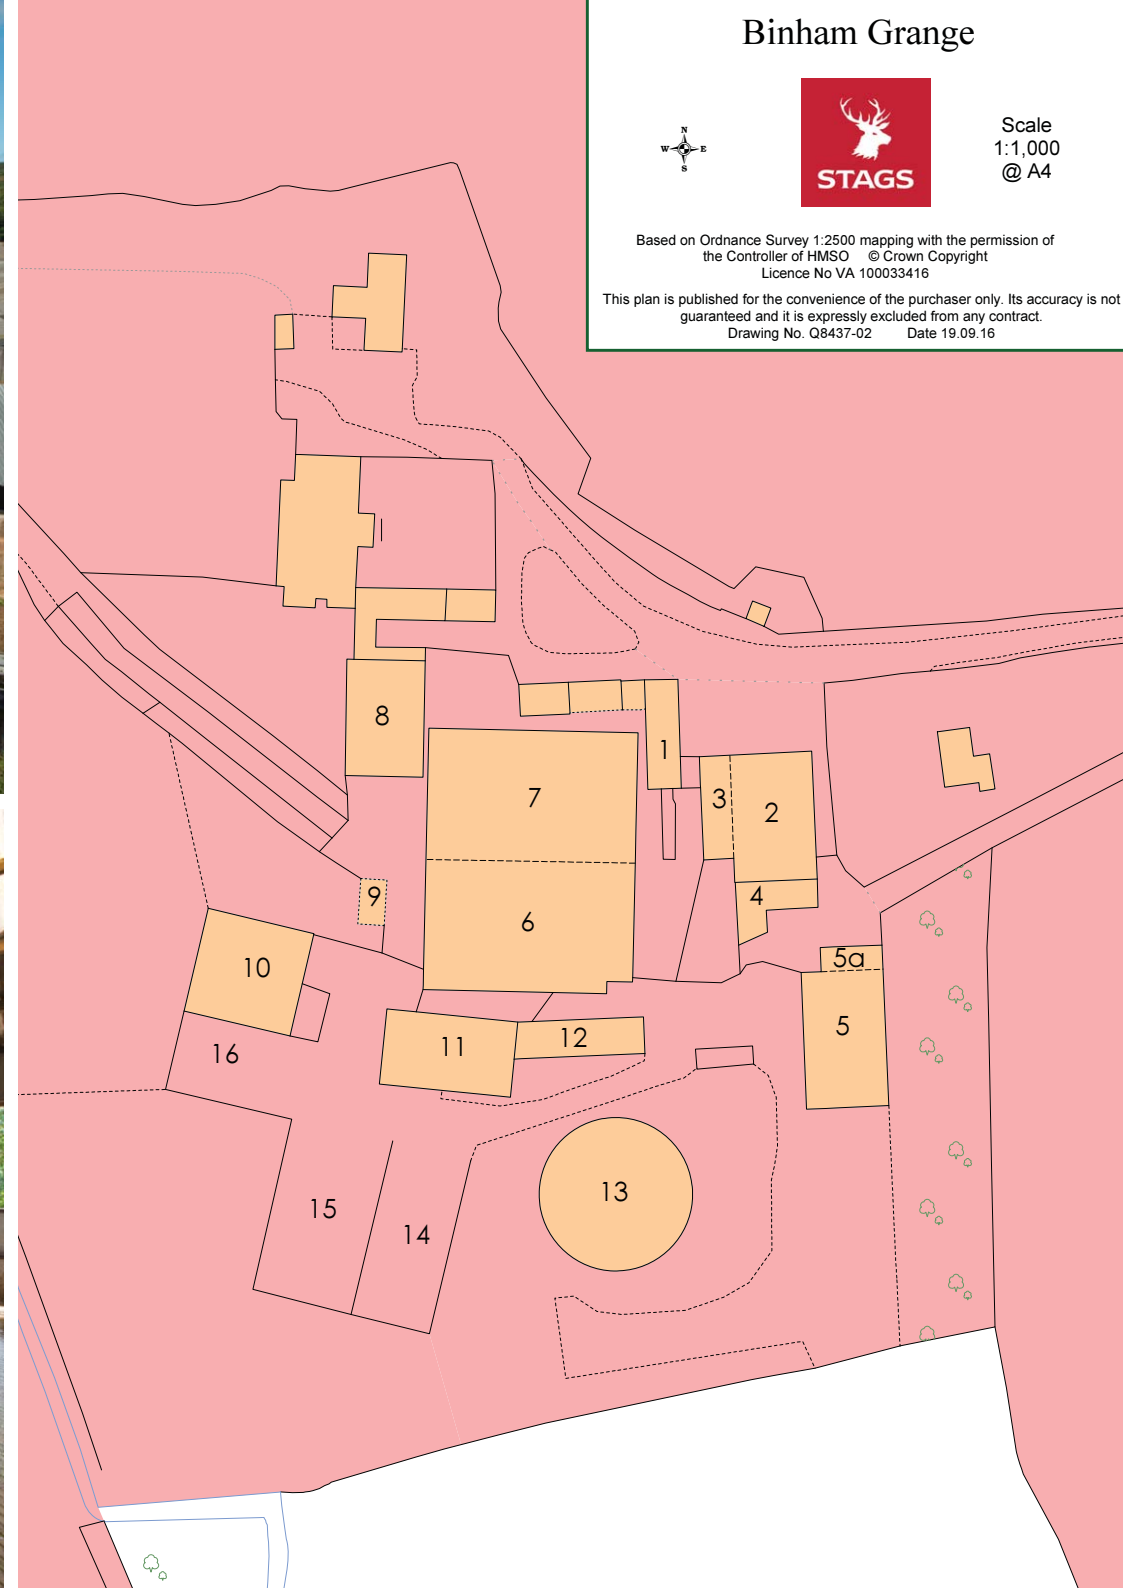 Binham Grange
N
W E
S
STAGS
Scale
1:1,000
@ A4
Based on Ordnance Survey 1:2500 mapping with the permission of
the Controller of HMSO © Crown Copyright
Licence No VA 100033416
This plan is published for the convenience of the purchaser only. Its accuracy is not
guaranteed and it is expressly excluded from any contract.
Drawing No. Q8437-02 Date 19.09.16
8
1
7
3
2
9
4
6
5a
10
5
12
11
16
13
15
14